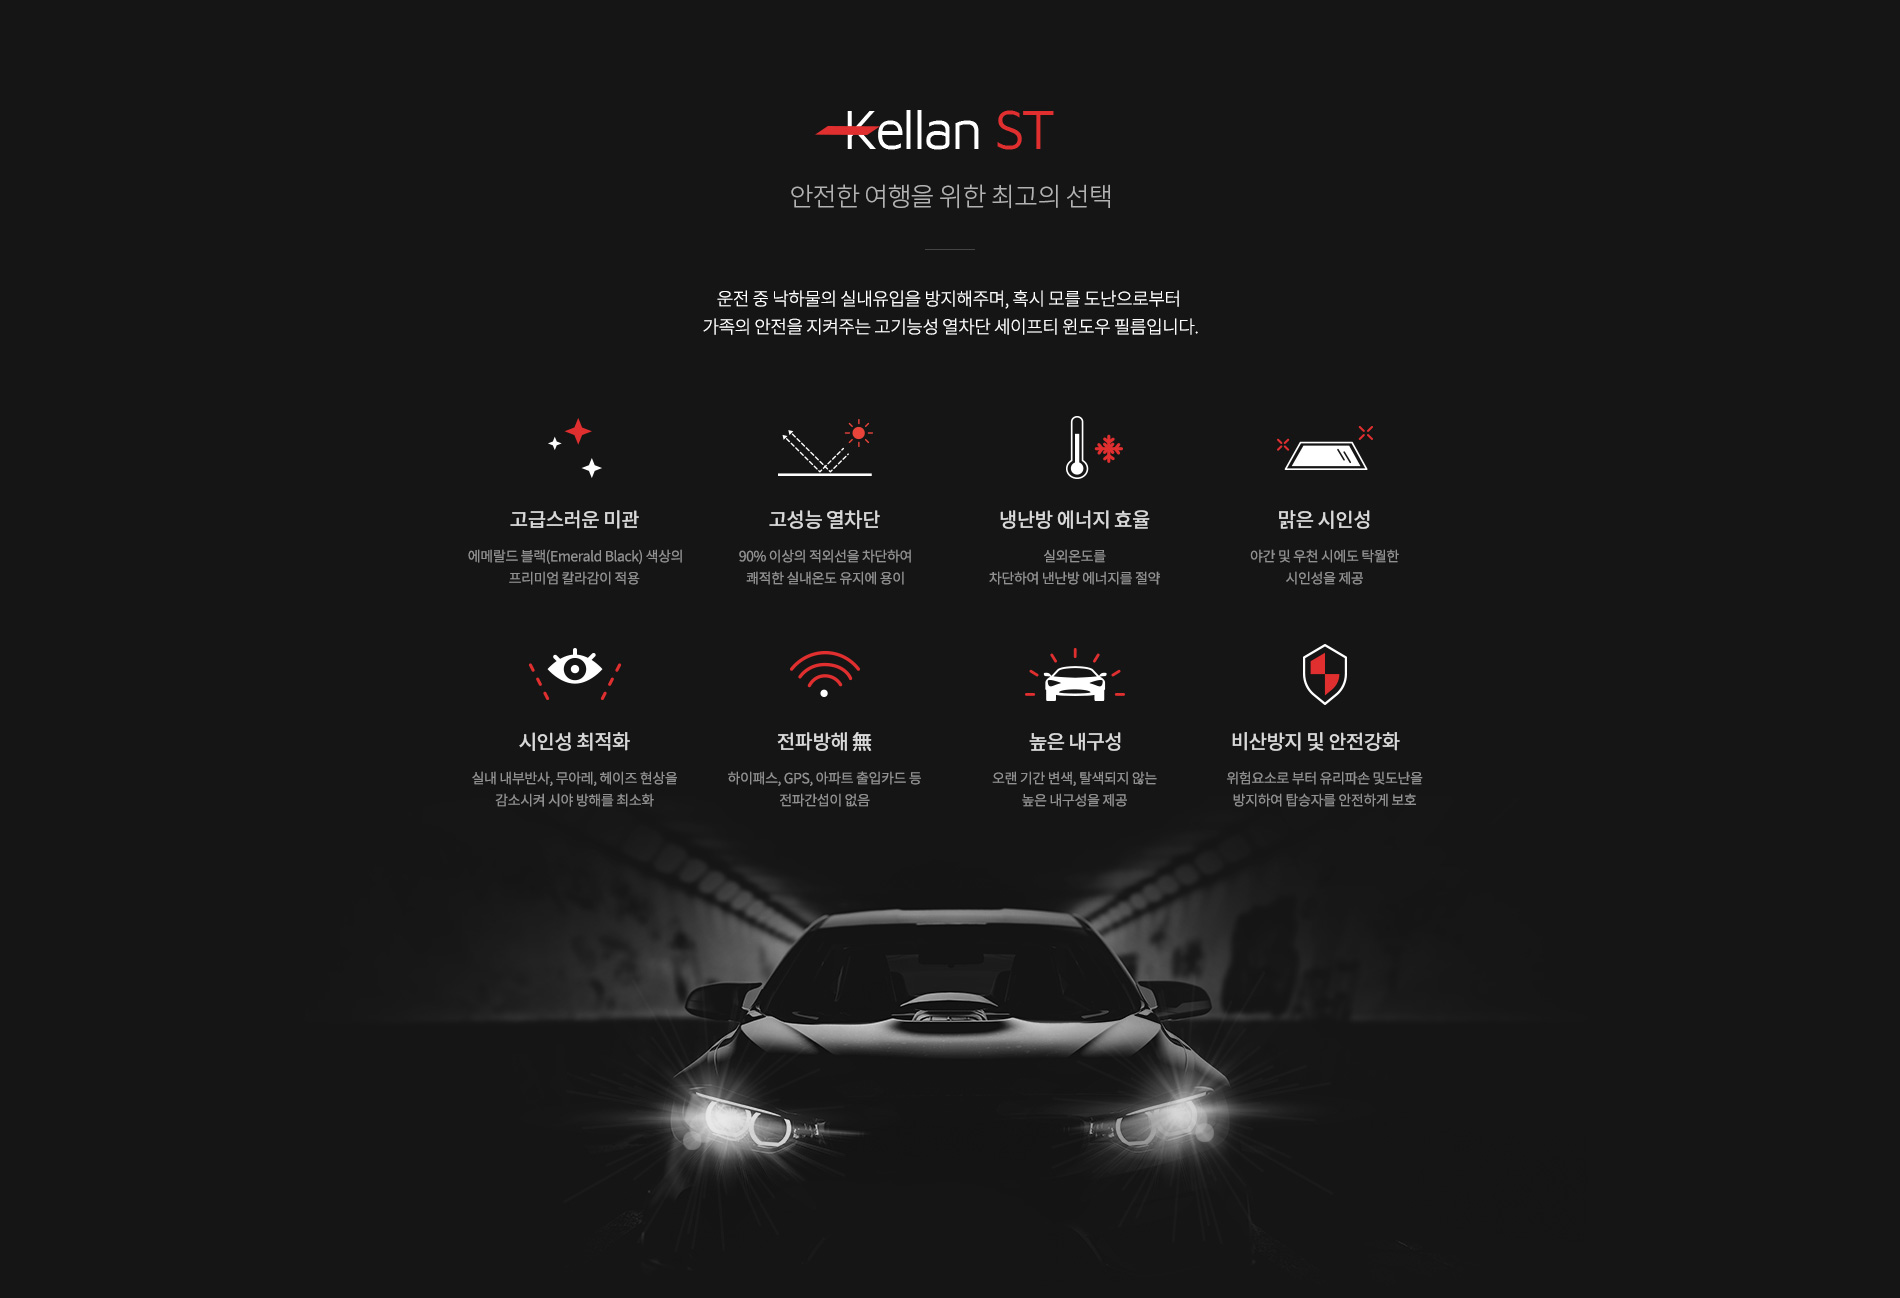 Kellan ST
안전한 여행을 위한 최고의 선택
운전 중 낙하물의 실내유입을 방지해주며, 혹시 모를 도난으로부터
가족의 안전을 지켜주는 고기능성 열차단 세이프티 윈도우 필름입니다.
고급스러운 미관
에메랄드 블랙(Emerald Black) 색상의
프리미엄 칼라감이 적용
고성능 열차단
90% 이상의 적외선을 차단하여
쾌적한 실내온도 유지에 용이
냉난방 에너지 효율
실외온도를
차단하여 낸난방 에너지를 절약
맑은 시인성
야간 및 우천 시에도 탁월한
시인성을 제공
시인성 최적화
실내 내부반사, 무아레, 헤이즈 현상을
감소시켜 시야 방해를 최소화
전파방해 無
하이패스, GPS, 아파트 출입카드 등
전파간섭이 없음
높은 내구성
오랜 기간 변색, 탈색되지 않는
높은 내구성을 제공
비산방지 및 안전강화
위험요소로 부터 유리파손 및도난을
방지하여 탑승자를 안전하게 보호